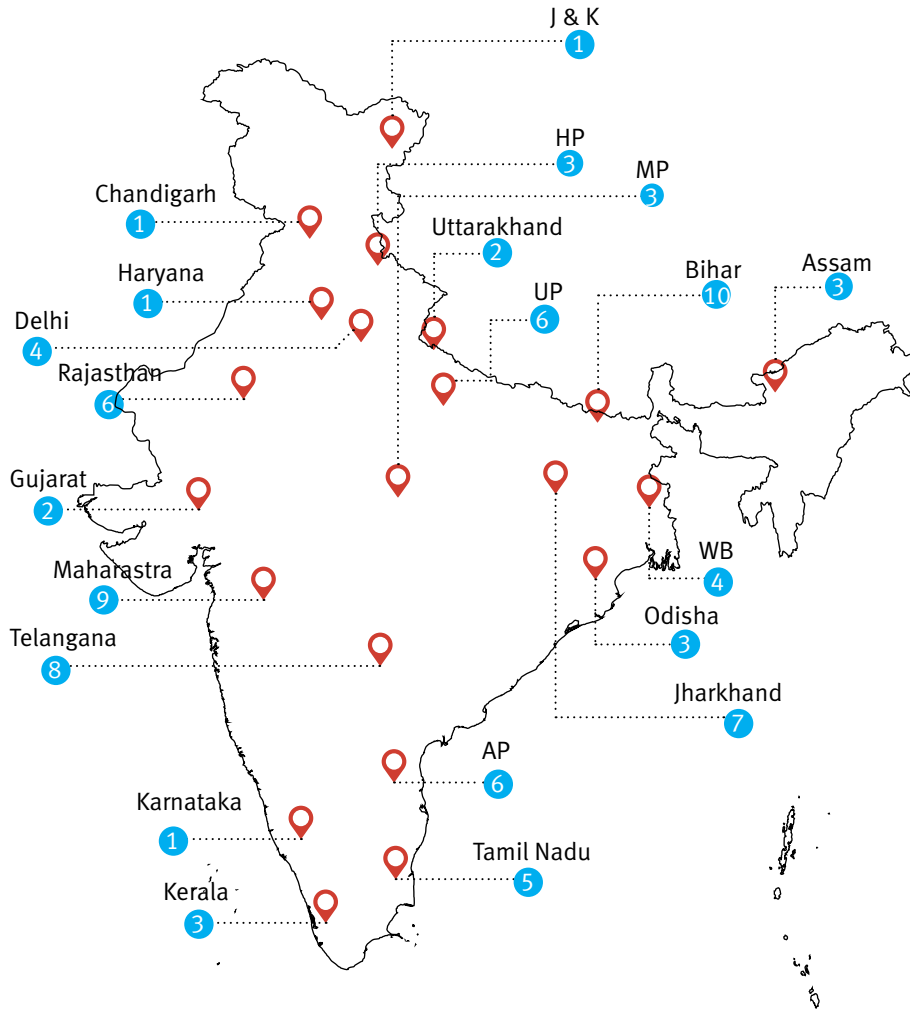 J & K
1
HP
3
MP
3
Chandigarh
1
Uttarakhand
2
Haryana
1
Bihar
10
Assam
3
UP
6
Delhi
4
Rajasthan
6
Gujarat
2
WB
4
Maharastra
9
Odisha
3
Telangana
8
Jharkhand
7
AP
6
Karnataka
1
Tamil Nadu
5
Kerala
3